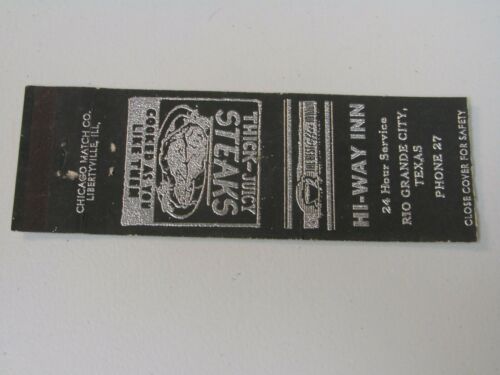 CHICAGO MATCH CO.
LIBERTYVILLE, ILL,
THICK-JUICY
STEAKS
COOKED AS YOU
LIKE THEM
HI-WAY INN
24 Hour Service
RIO GRANDE CITY,
TEXAS
PHONE 27
CLOSE COVER FOR SAFETY